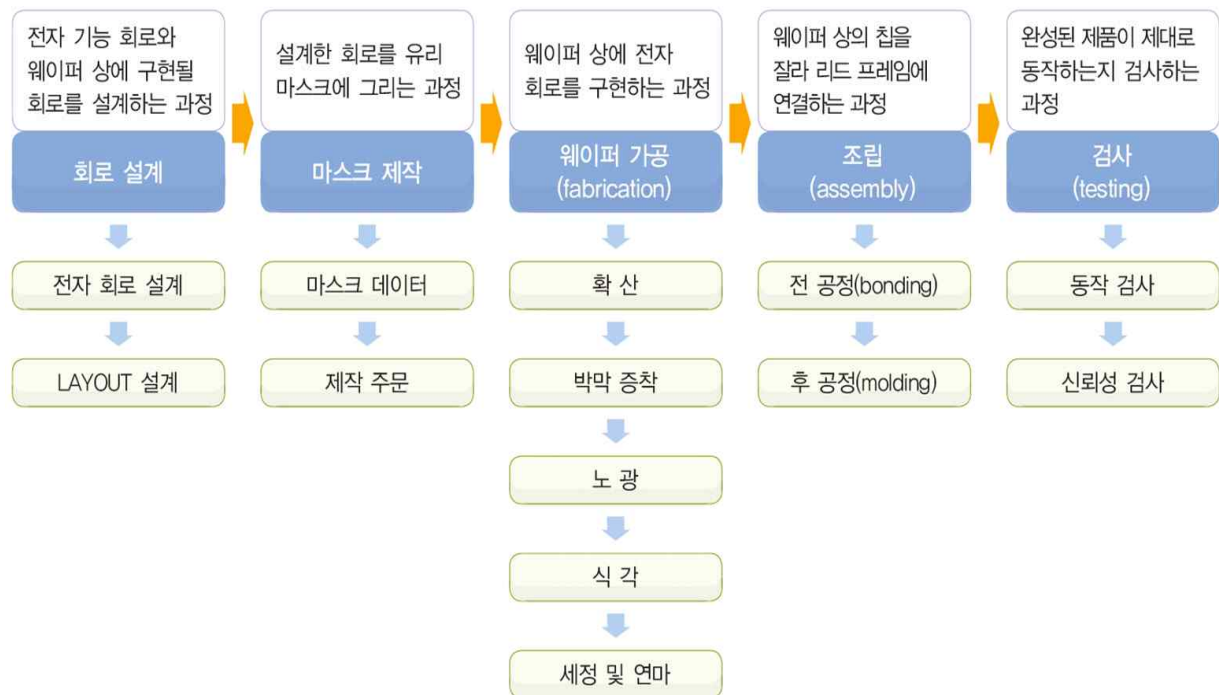 전자 기능 회로와
웨이퍼 상에 구현될
회로를 설계하는 과정
회로 설계
전자 회로 설계
LAYOUT 설계
설계한 회로를 유리
마스크에 그리는 과정
마스크 제작
마스크 데이터
제작 주문
웨이퍼 상에 전자
회로를 구현하는 과정
웨이퍼 가공
(fabrication)
확 산
박막 증착
노 광
식 각
세정 및 연마
웨이퍼 상의 칩을
잘라 리드 프레임에
연결하는 과정
조립
(assembly)
전 공정(bonding)
후 공정(molding)
완성된 제품이 제대로
동작하는지 검사하는
과정
검사
(testing)
동작 검사
신뢰성 검사